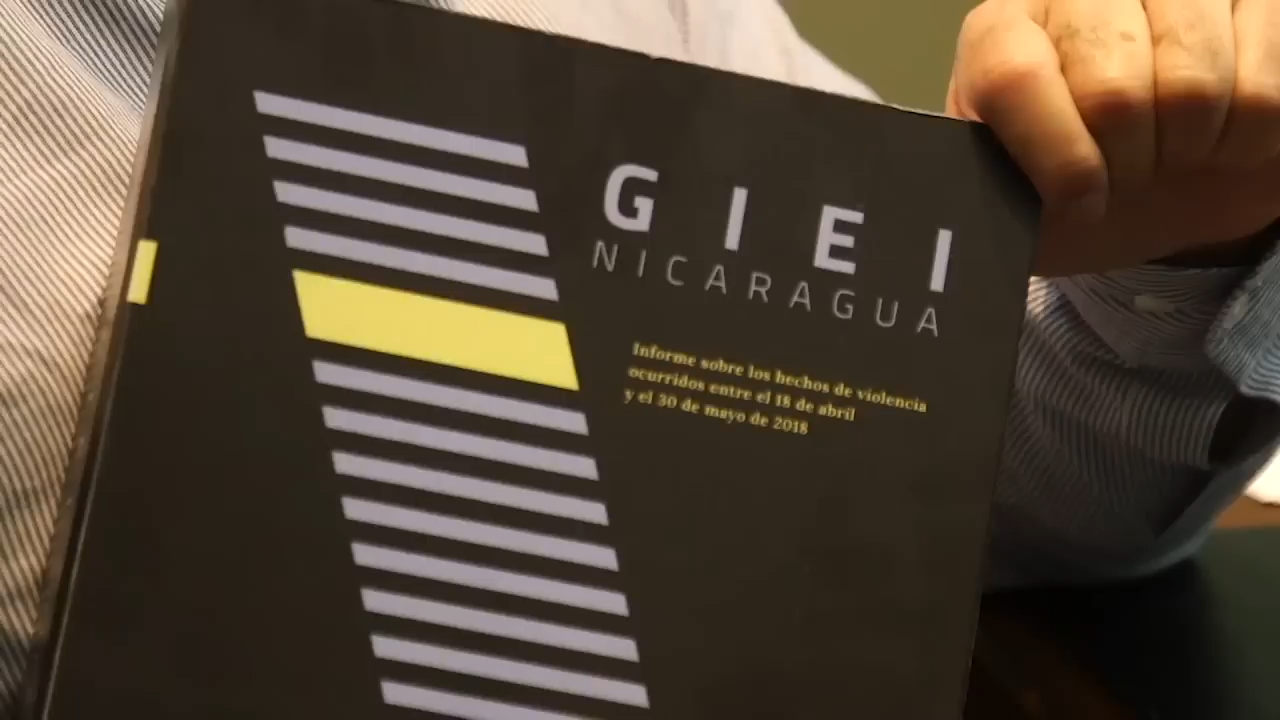 GIEI
NICARAGUA
Informe sobre los hechos de violencia
ocurridos entre el 18 de abril
y el 30 de mayo de 2018